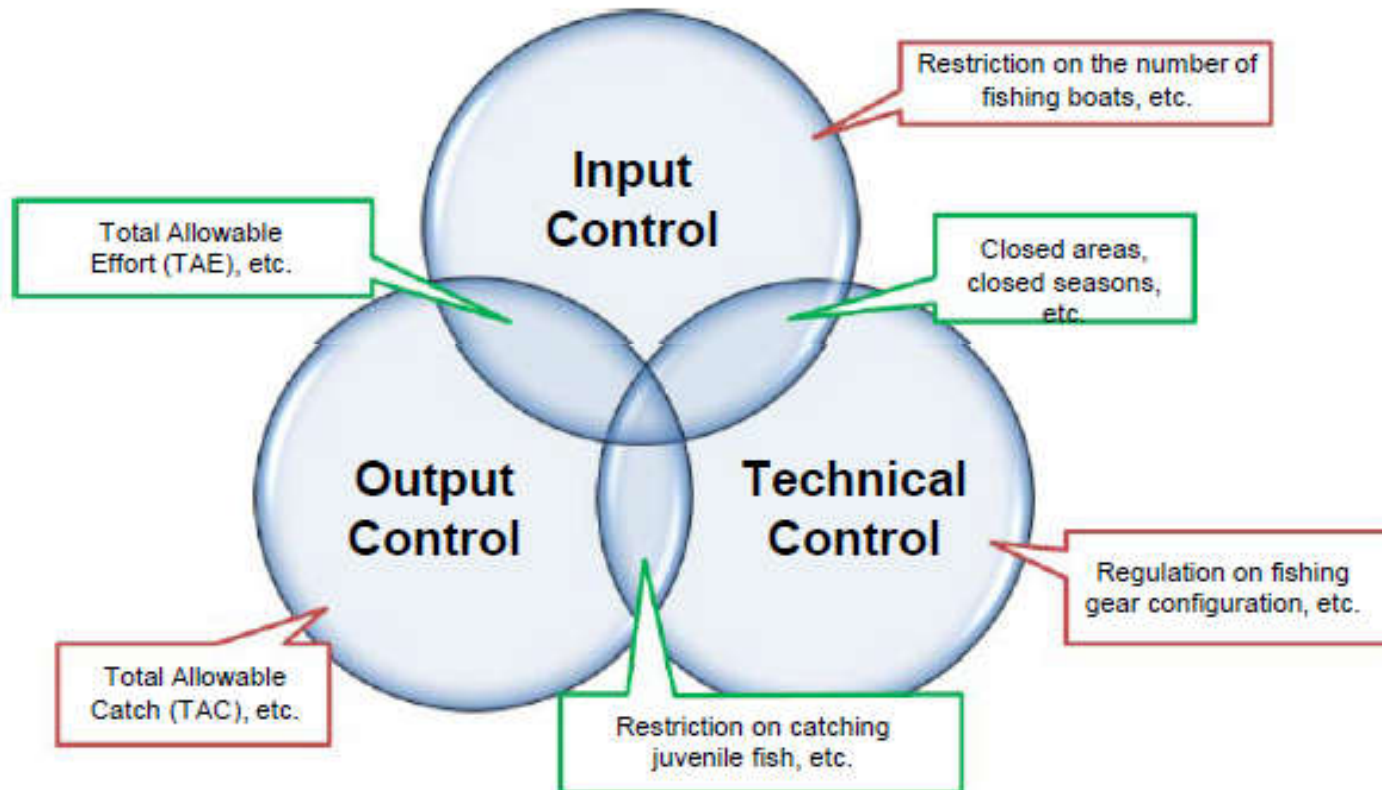 Restriction on the number of
fishing boats, etc.
Input
Control
Total Allowable
Effort (TAE), etc.
Closed areas,
closed seasons,
etc.
Output
Control
Technical
Control
Regulation on fishing
gear configuration, etc.
Total Allowable
Catch (TAC), etc.
Restriction on catching
juvenile fish, etc.